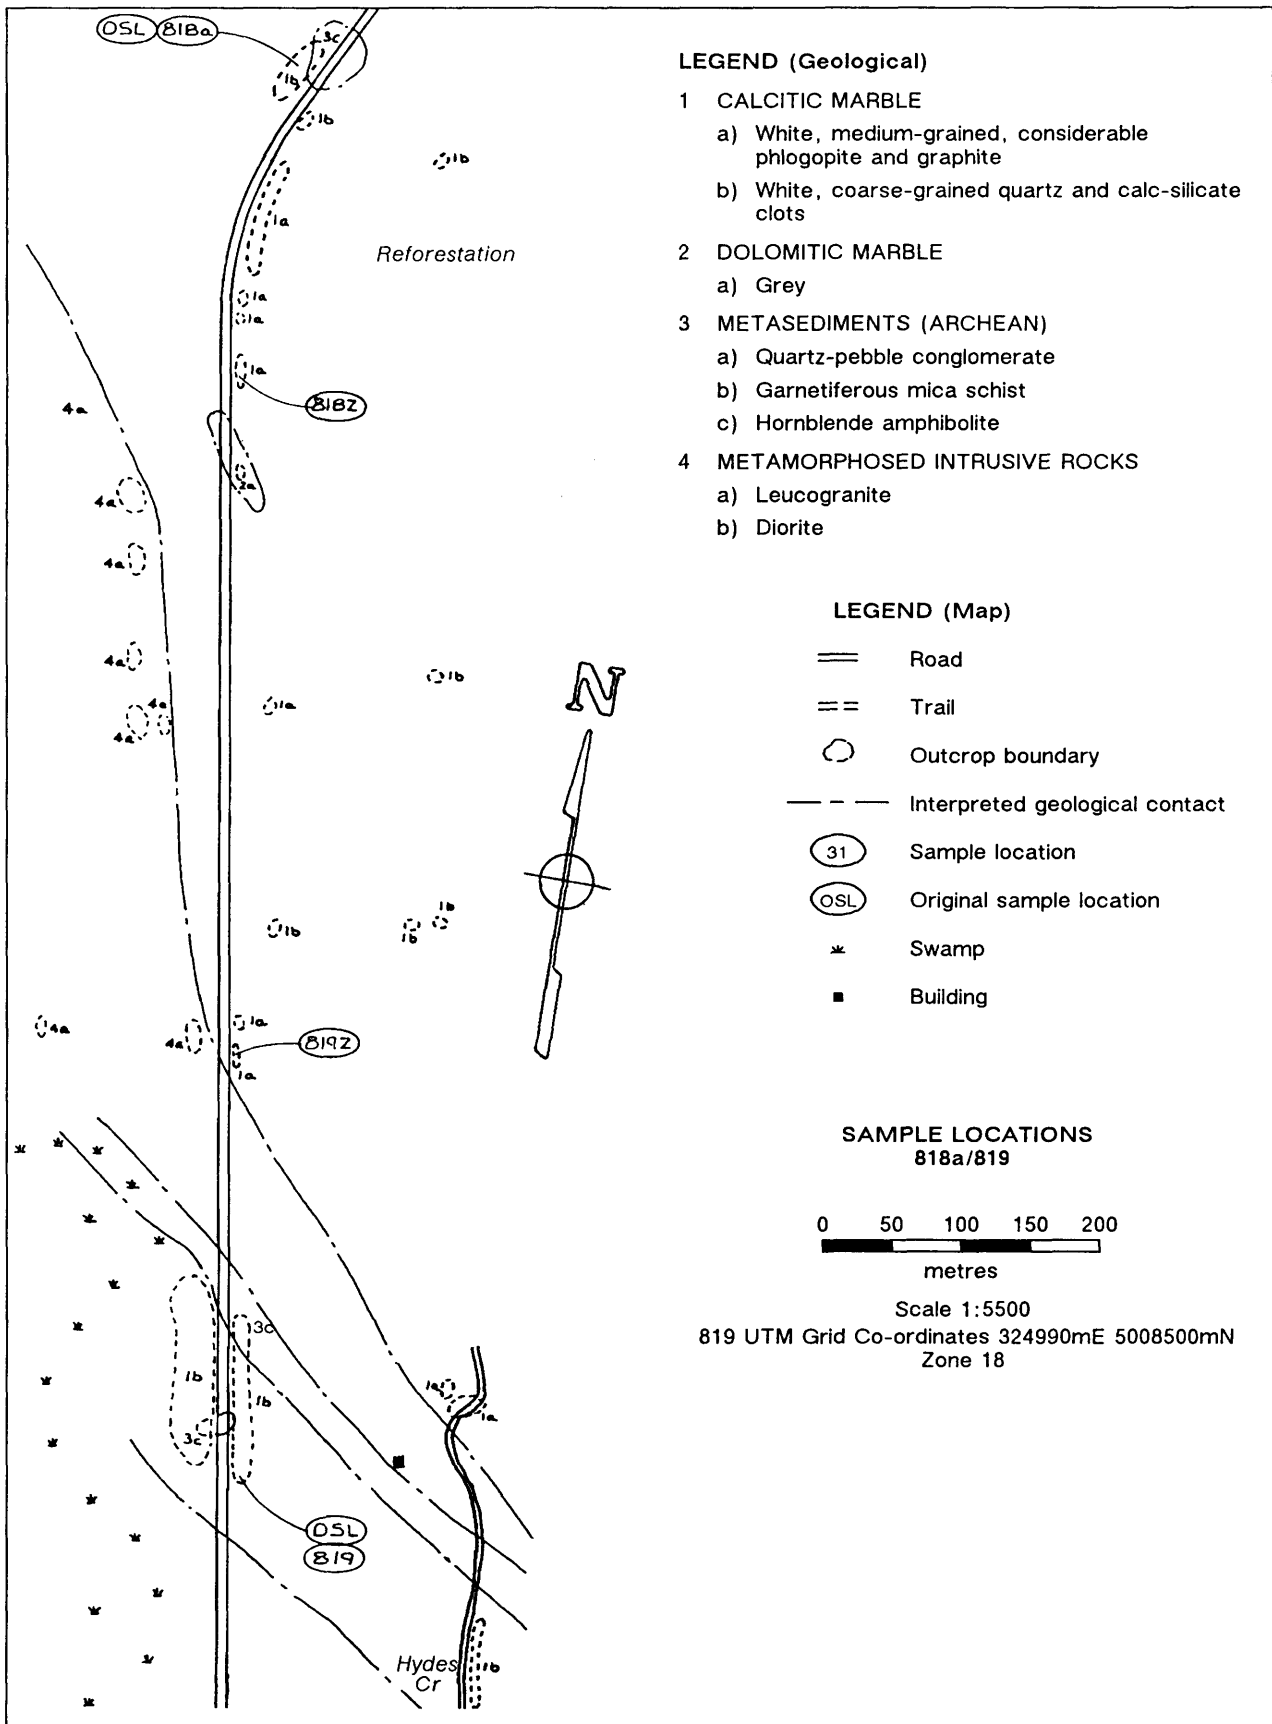 OSL 818a
3c
1b
1b
1b
1a
Reforestation
1a
1a
1a
818Z
4a
2a
4a
4a
4a
1b
4a
1a
4a
N
1b
1b
1b
4a
4a
1a
819Z
1a
3c
1b
1b
3c
1a
1a
OSL
819
Hydes
Cr
1b
LEGEND (Geological)
1 CALCITIC MARBLE
a) White, medium-grained, considerable
phlogopite and graphite
b) White, coarse-grained quartz and calc-silicate
clots
2 DOLOMITIC MARBLE
a) Grey
3 METASEDIMENTS (ARCHEAN)
a) Quartz-pebble conglomerate
b) Garnetiferous mica schist
c) Hornblende amphibolite
4 METAMORPHOSED INTRUSIVE ROCKS
a) Leucogranite
b) Diorite
LEGEND (Map)
Road
Trail
Outcrop boundary
Interpreted geological contact
31 Sample location
OSL Original sample location
Swamp
Building
SAMPLE LOCATIONS
818a/819
0 50 100 150 200
metres
Scale 1:5500
819 UTM Grid Co-ordinates 324990mE 5008500mN
Zone 18